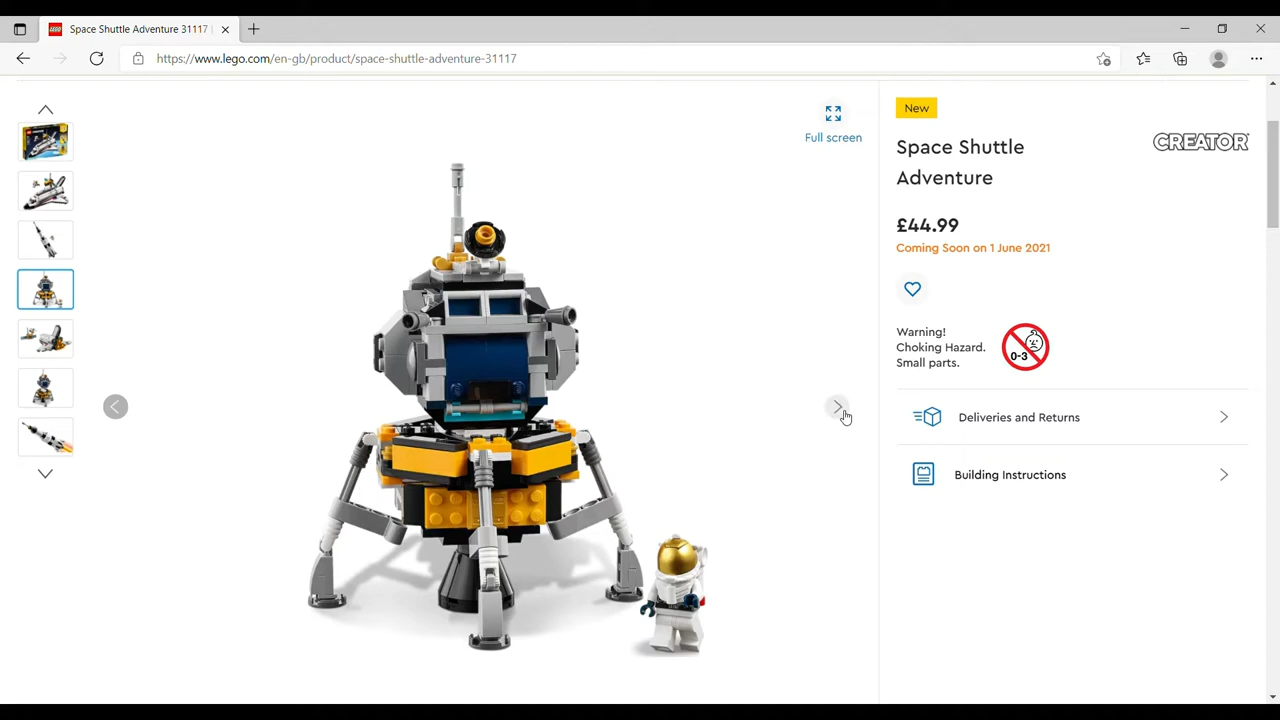 Space Shuttle Adventure 31117 |
https://www.lego.com/en-gb/product/space-shuttle-adventure-31117
Full screen
New
CREATOR
Space Shuttle
Adventure
£44.99
Coming Soon on 1 June 2021
Warning!
Choking Hazard.
Small parts.
0-3
Deliveries and Returns
Building Instructions